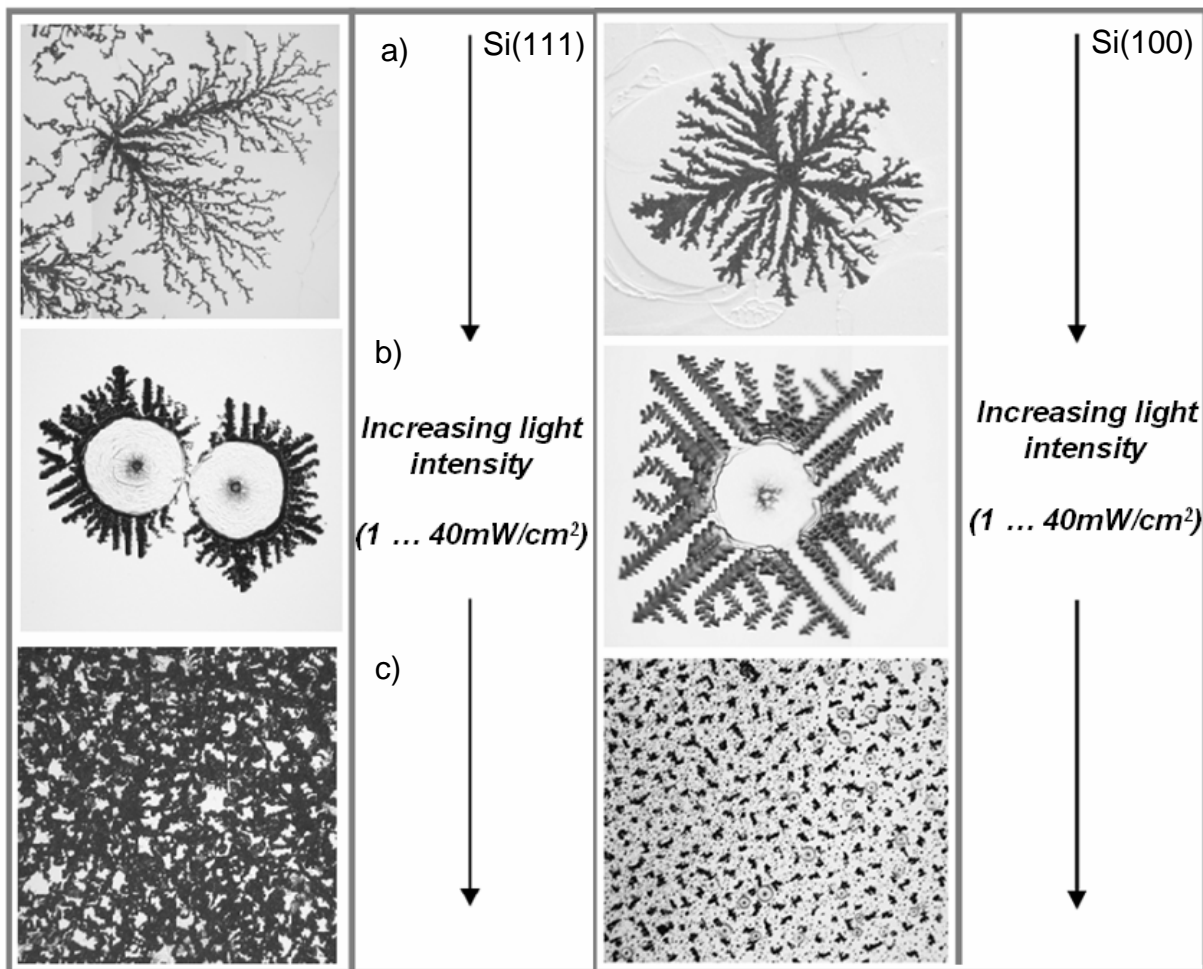 a)
Si(111)
Si(100)
b)
Increasing light
intensity
(1 ... 40mW/cm²)
Increasing light
intensity
(1 ... 40mW/cm²)
c)